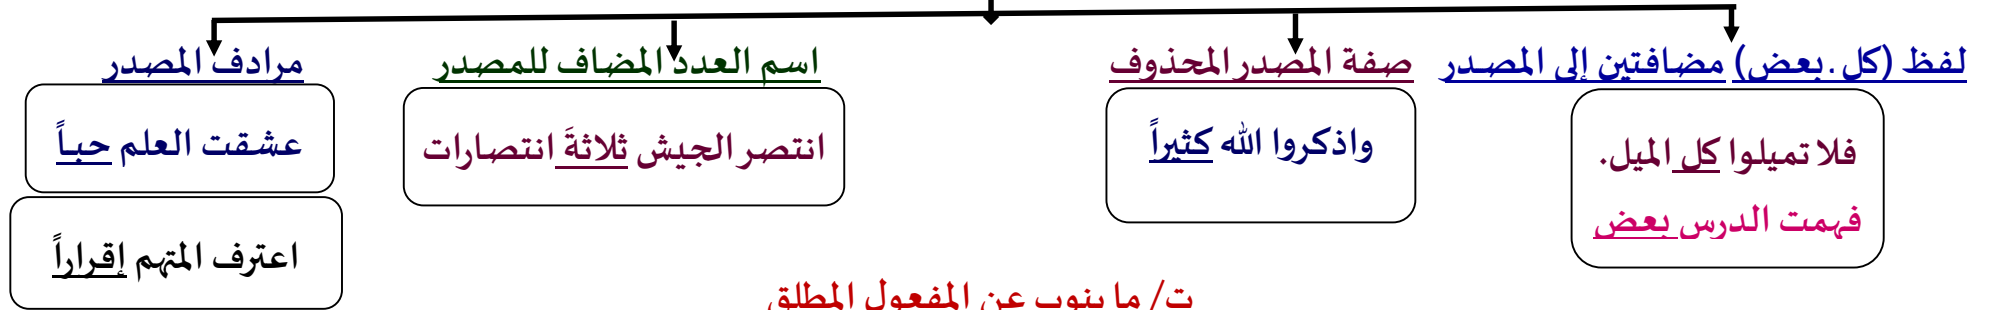 لفظ (كل . بعض) مضافتين إلى المصدر
فلا تميلوا كل الميل.
فهمت الدرس بعض
صفة المصدر المحذوف
واذكروا الله كثيراً
اسم العدد المضاف للمصدر
انتصر الجيش ثلاثةَ انتصارات
مرادف المصدر
عشقت العلم حباً
اعترف المتهم إقراراً
ت/ ما ينوب عن المفعول المطلق